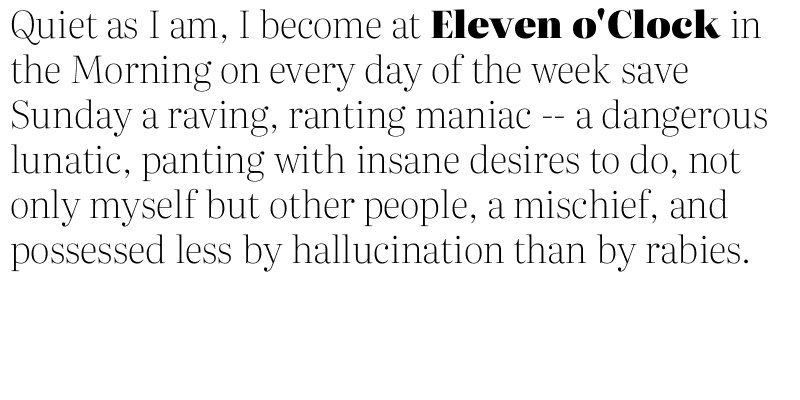 Quiet as I am, I become at Eleven o'Clock in
the Morning on every day of the week save
Sunday a raving, ranting maniac -- a dangerous
lunatic, panting with insane desires to do, not
only myself but other people, a mischief, and
possessed less by hallucination than by rabies.